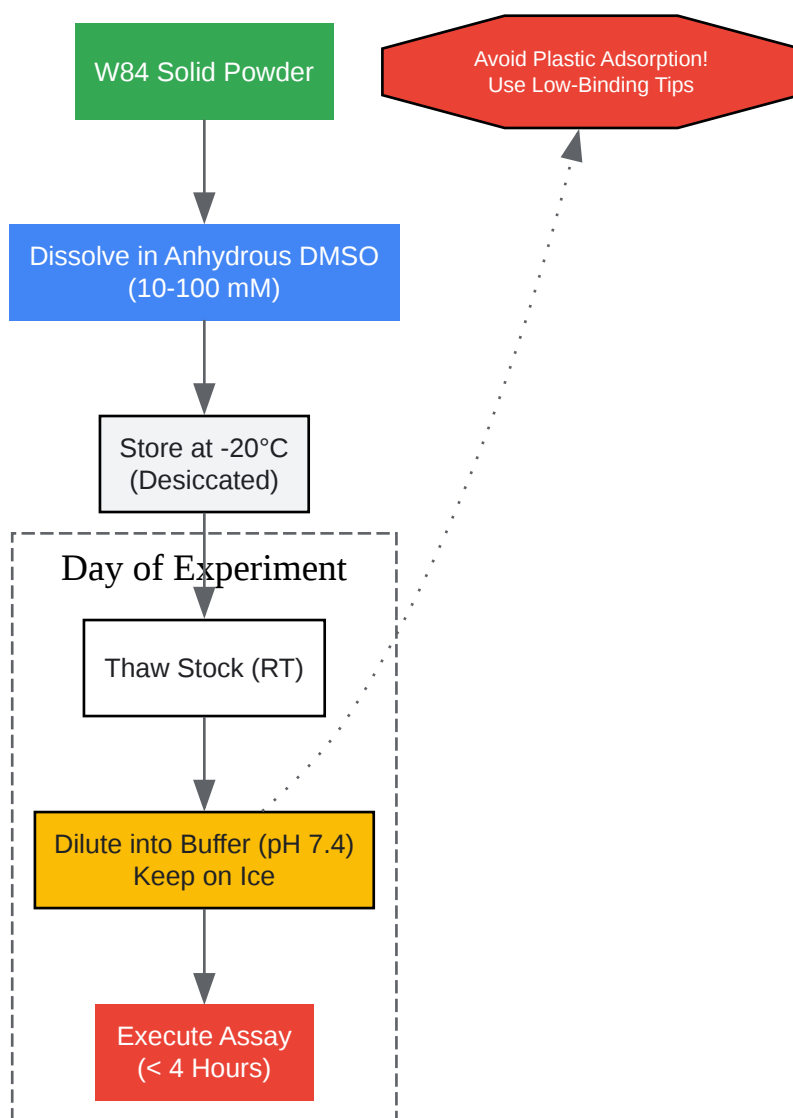 W84 Solid Powder
Avoid Plastic Adsorption!
Use Low-Binding Tips
Dissolve in Anhydrous DMSO
(10-100 mM)
Store at -20°C
(Desiccated)
Day of Experiment
Thaw Stock (RT)
Dilute into Buffer (pH 7.4)
Keep on Ice
Execute Assay
(< 4 Hours)